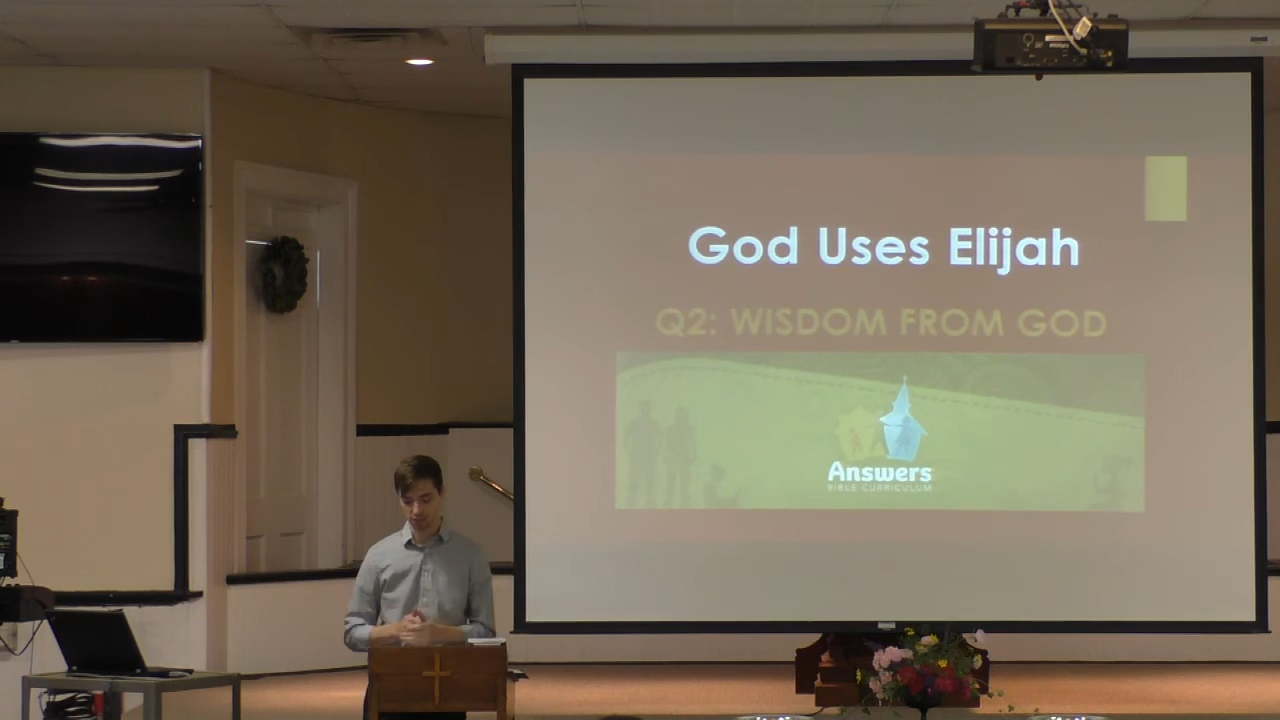 God Uses Elijah
Q2: WISDOM FROM GOD
Answers
BIBLE CURRICULUM